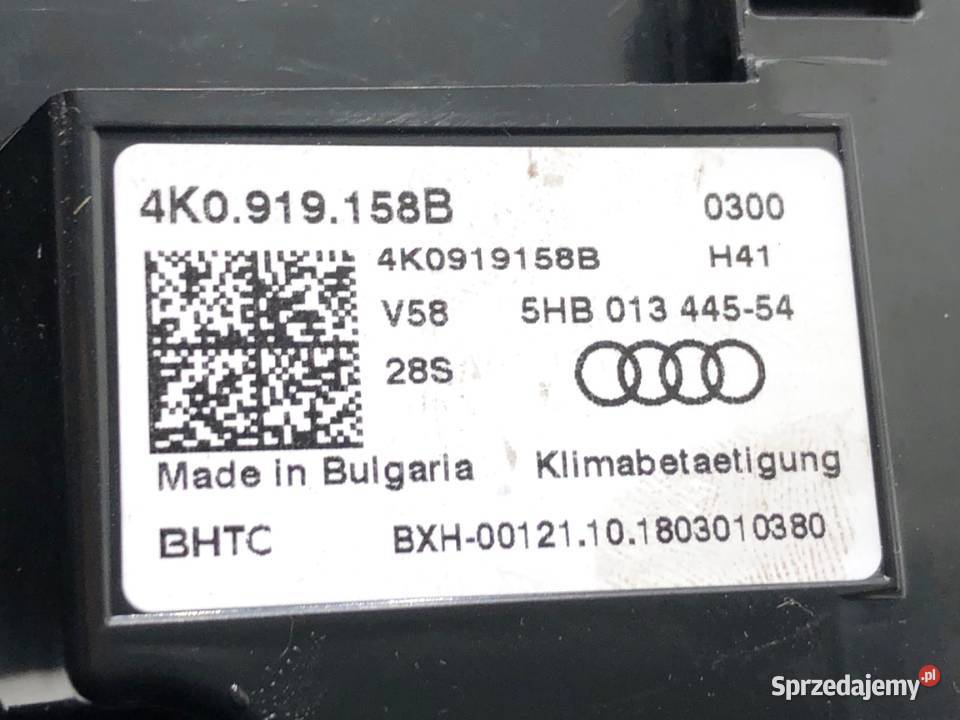 4K0.919.158B 0300
4K0919158B H41
V58 5HB 013 445-54
28S
Made in Bulgaria Klimabetaetigung
BHTC BXH-00121.10.1803010380
Sprzedajemy.pl